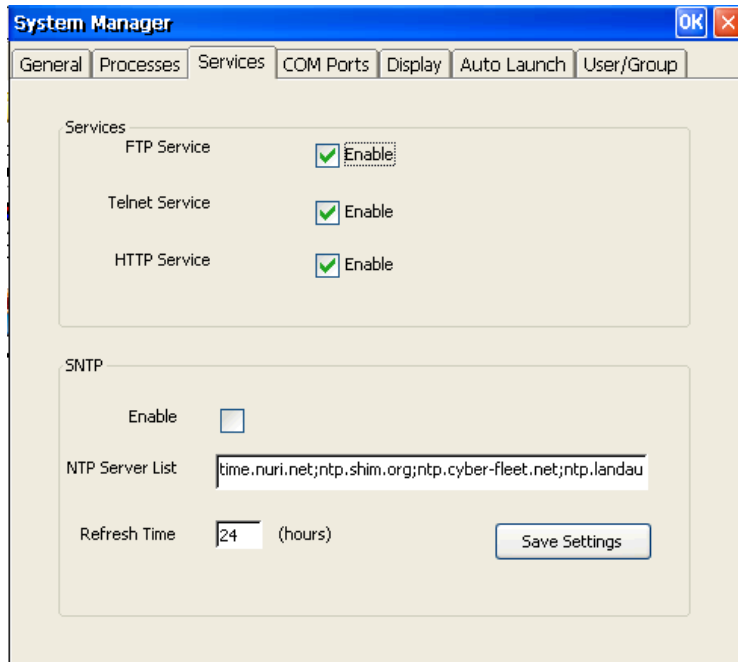 System Manager
OK
General Processes Services COM Ports Display Auto Launch User/Group
Services
FTP Service Enable
Telnet Service Enable
HTTP Service Enable
SNTP
Enable
NTP Server List time.nuri.net;ntp.shim.org;ntp.cyber-fleet.net;ntp.landau
Refresh Time 24 (hours) Save Settings